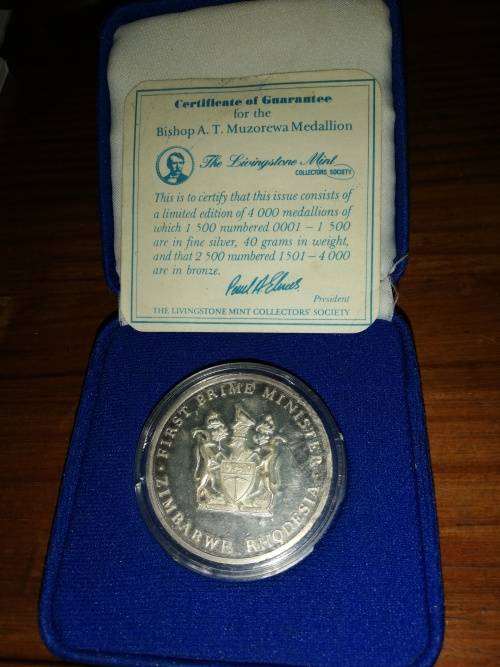 Certificate of Guarantee
for the
Bishop A. T. Muzorewa Medallion
The Livingstone Mint
COLLECTORS SOCIETY
This is to certify that this issue consists of
a limited edition of 4 000 medallions of
which 1 500 numbered 0001 – 1 500
are in fine silver, 40 grams in weight,
and that 2 500 numbered 1501 – 4 000
are in bronze.
President
THE LIVINGSTONE MINT COLLECTORS' SOCIETY
· FIRST PRIME MINISTER ·
ZIMBABWE RHODESIA